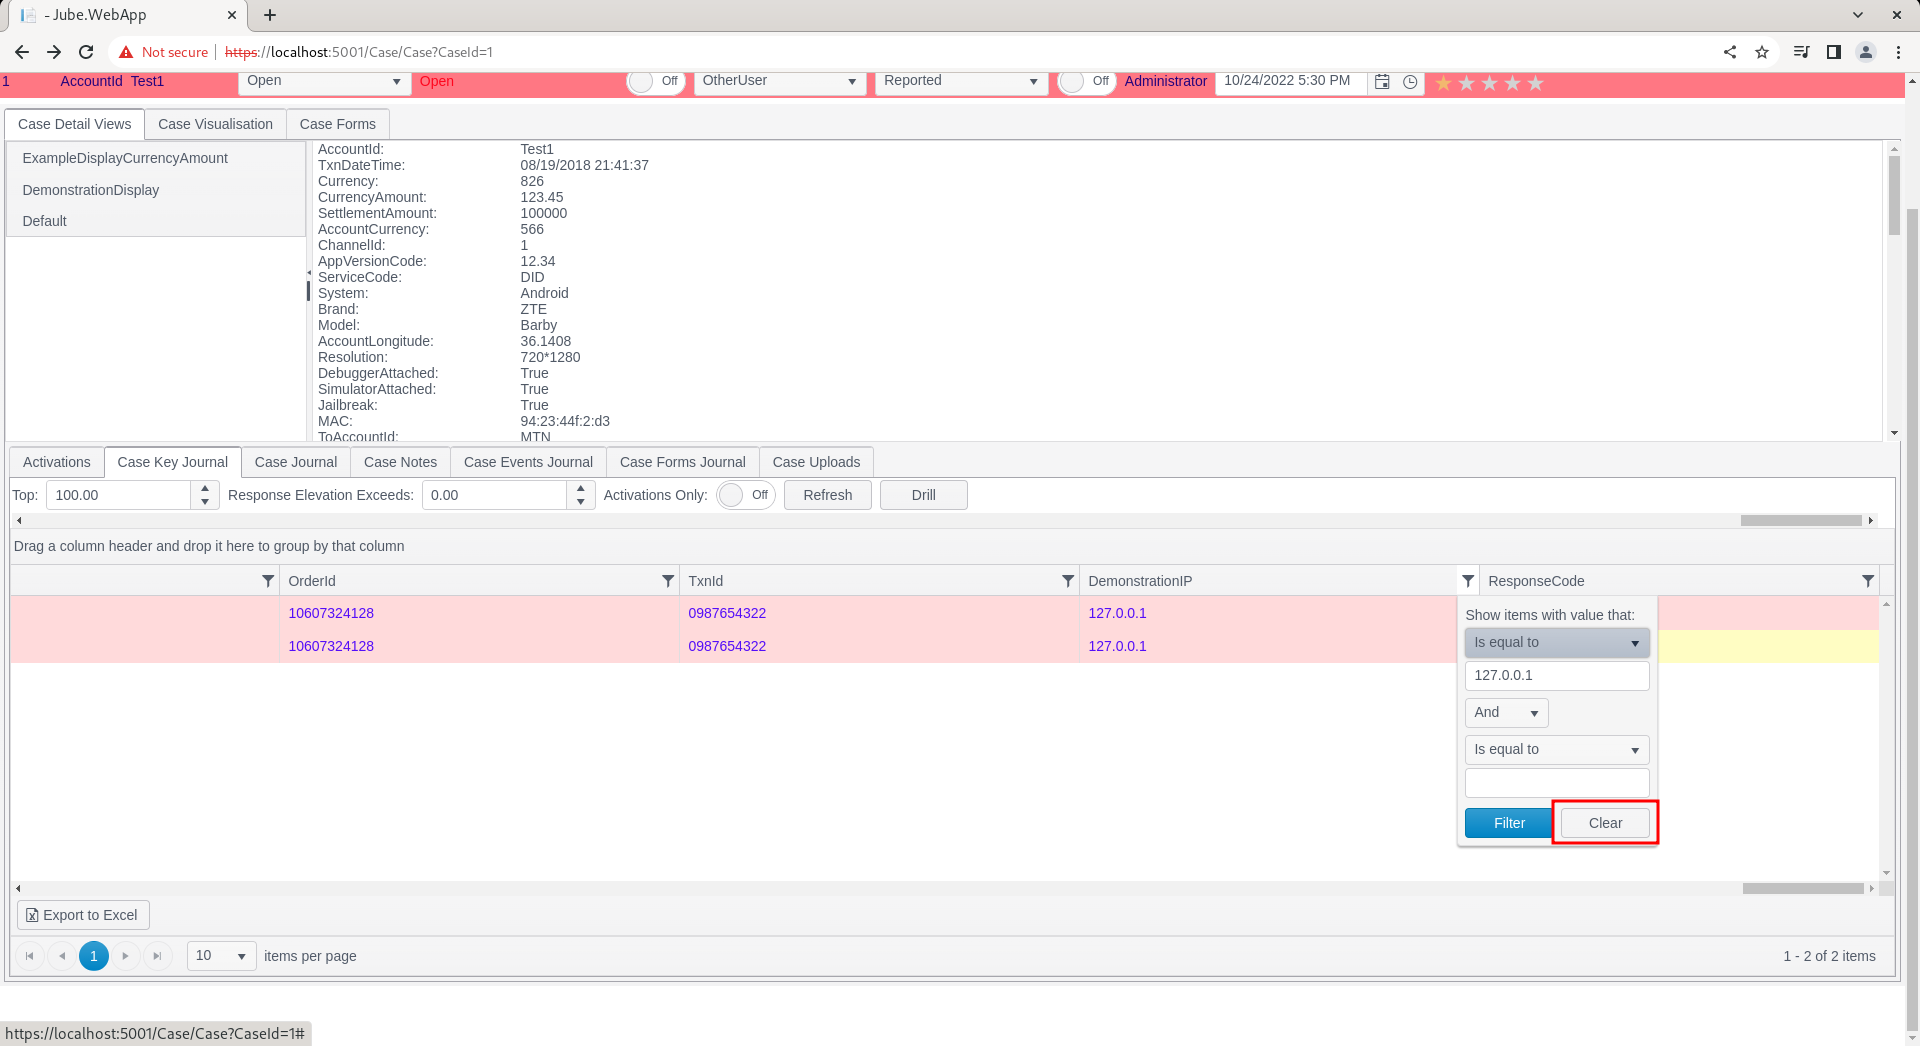 - Jube.WebApp
Not secure https://localhost:5001/Case/Case?CaseId=1
1 AccountId Test1 Open Open Off OtherUser Reported Off Administrator 10/24/2022 5:30 PM
Case Detail Views Case Visualisation Case Forms
ExampleDisplayCurrencyAmount
DemonstrationDisplay
Default
AccountId: Test1
TxnDateTime: 08/19/2018 21:41:37
Currency: 826
CurrencyAmount: 123.45
SettlementAmount: 100000
AccountCurrency: 566
ChannelId: 1
AppVersionCode: 12.34
ServiceCode: DID
System: Android
Brand: ZTE
Model: Barby
AccountLongitude: 36.1408
Resolution: 720*1280
DebuggerAttached: True
SimulatorAttached: True
Jailbreak: True
MAC: 94:23:44f:2:d3
ToAccountId: MTN
Activations Case Key Journal Case Journal Case Notes Case Events Journal Case Forms Journal Case Uploads
Top: 100.00 Response Elevation Exceeds: 0.00 Activations Only: Off Refresh Drill
Drag a column header and drop it here to group by that column
OrderId TxnId DemonstrationIP ResponseCode
10607324128 0987654322 127.0.0.1
10607324128 0987654322 127.0.0.1
Show items with value that:
Is equal to
127.0.0.1
And
Is equal to
Filter Clear
Export to Excel
1 10 items per page 1 - 2 of 2 items
https://localhost:5001/Case/Case?CaseId=1#